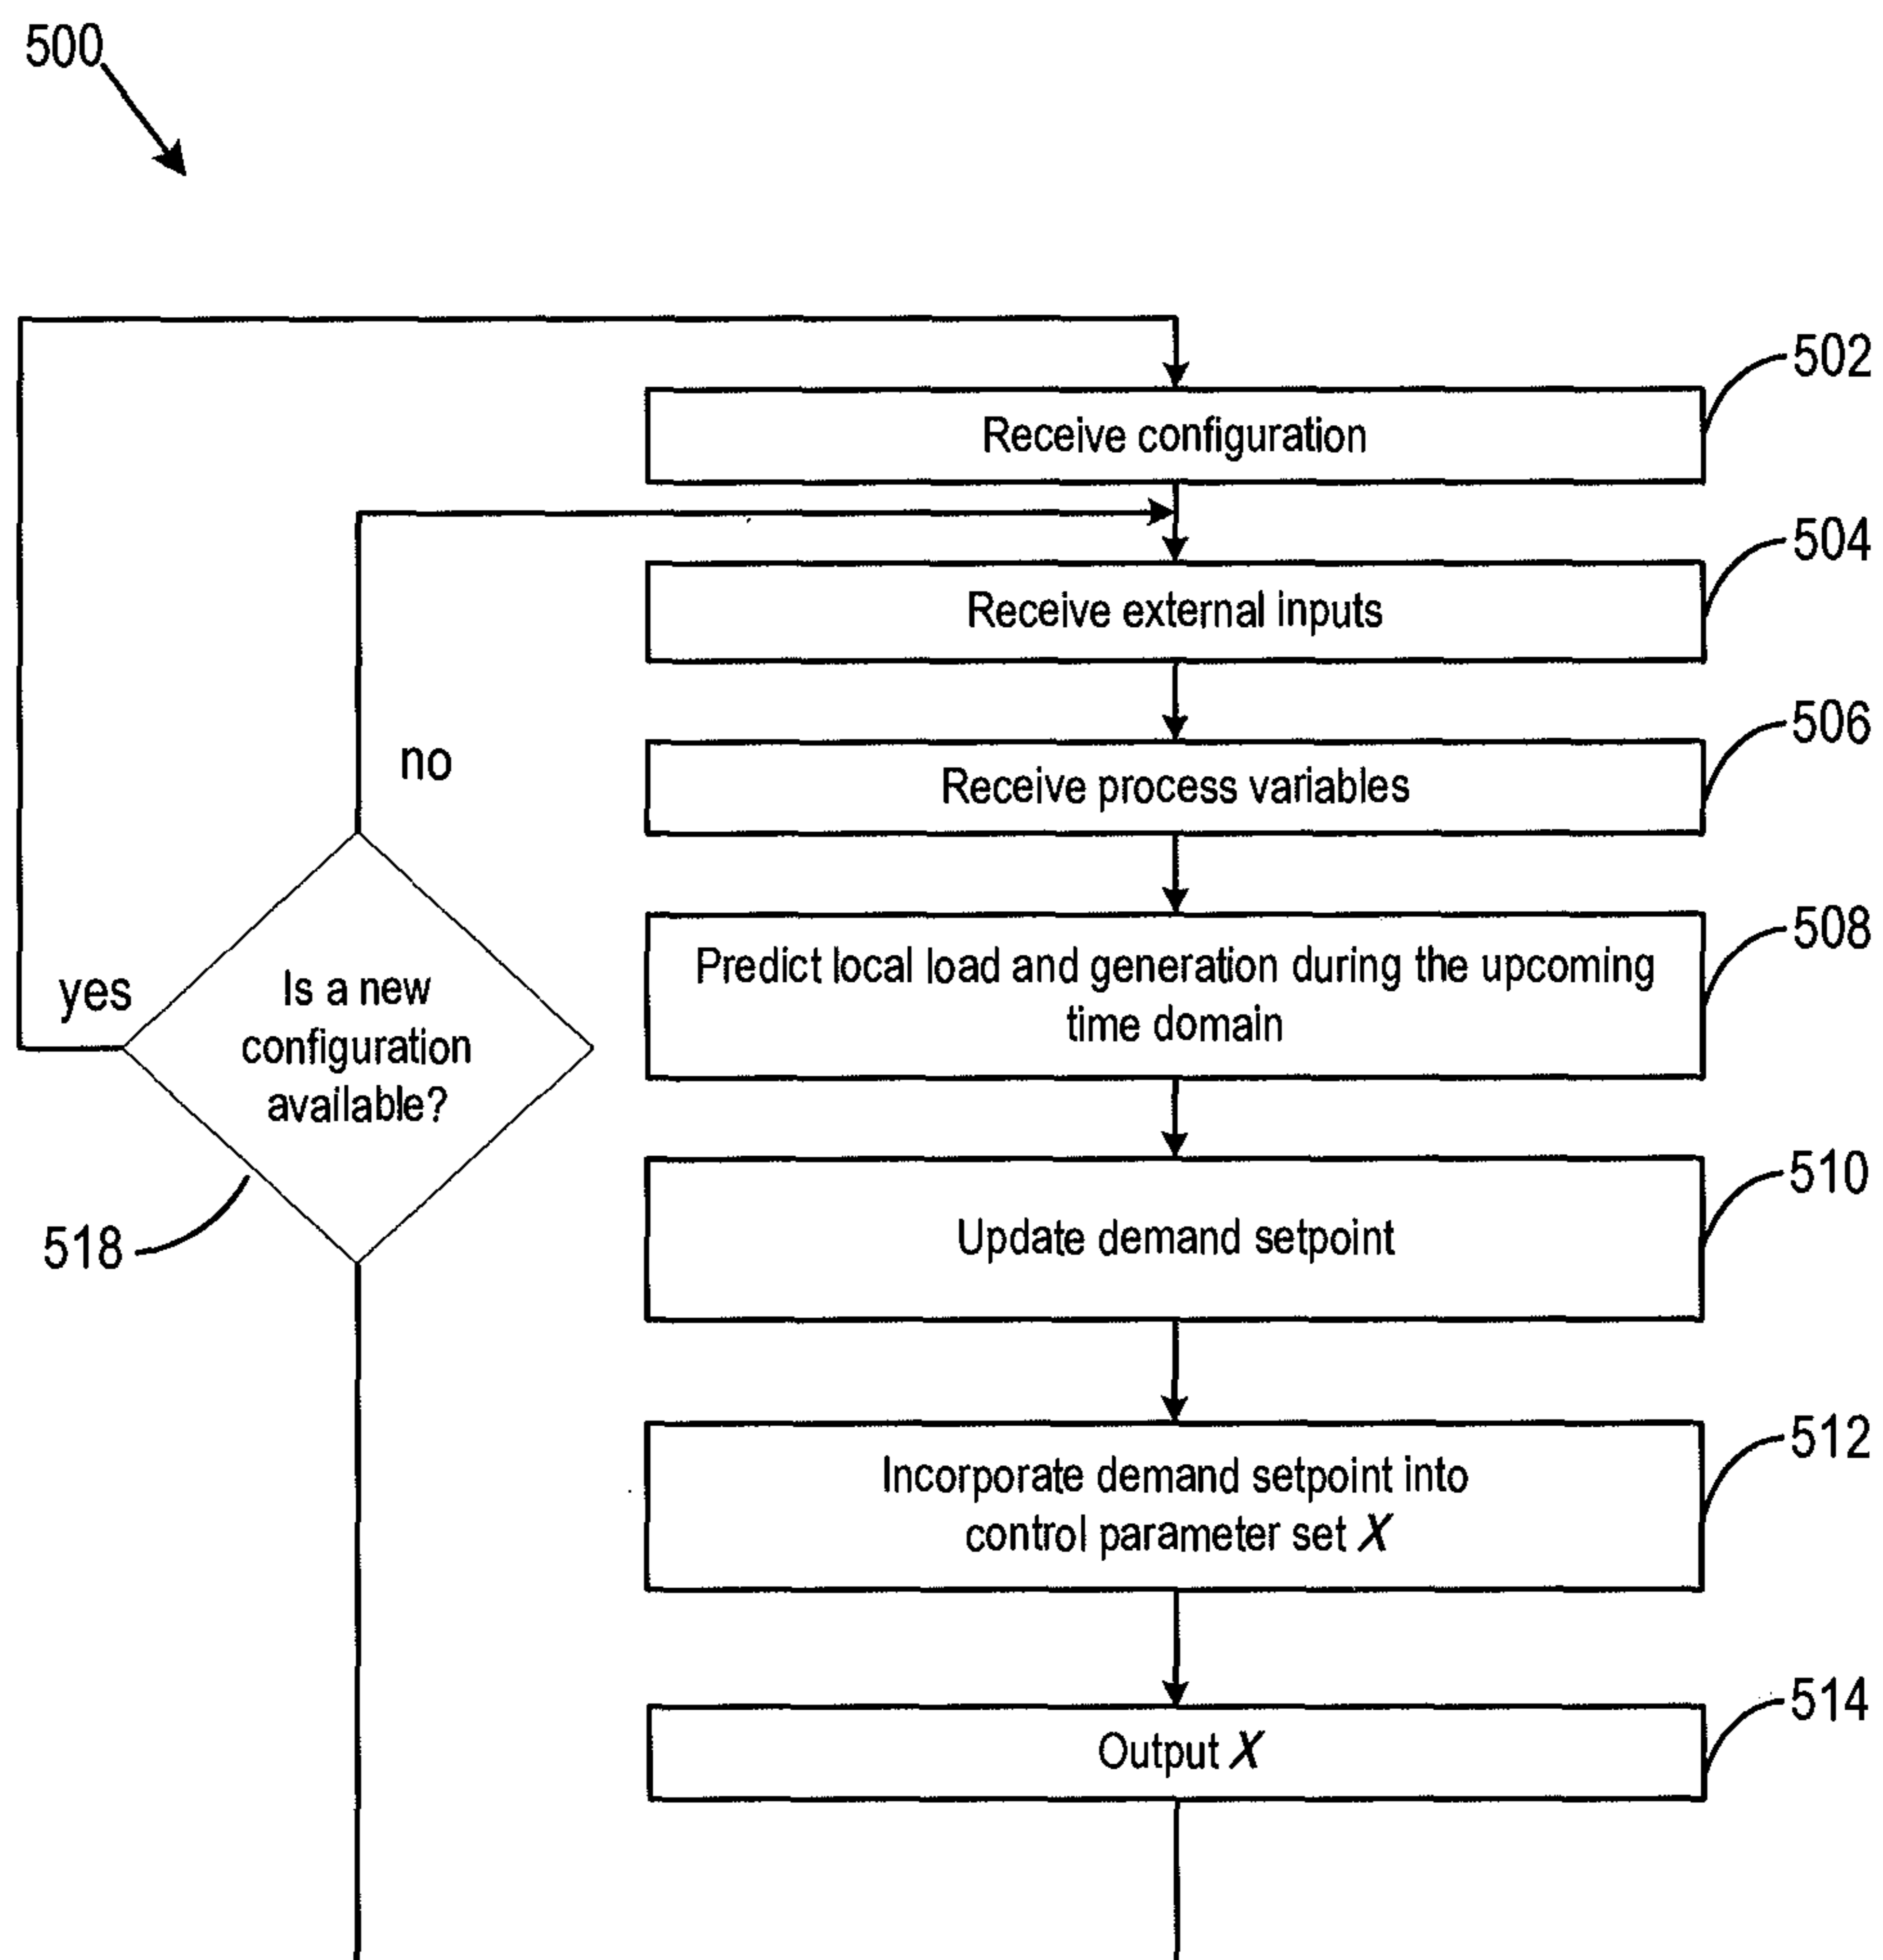 500
502
Receive configuration
504
Receive external inputs
506
Receive process variables
no
508
Predict local load and generation during the upcoming
time domain
yes
Is a new
configuration
available?
518
510
Update demand setpoint
512
Incorporate demand setpoint into
control parameter set X
514
Output X